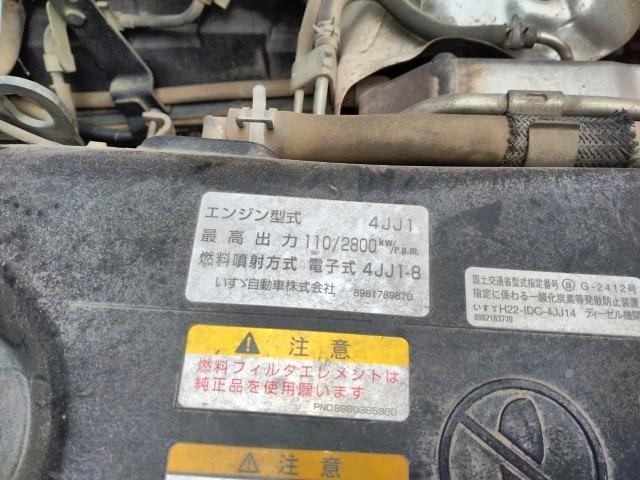 エンジン型式 4JJ1
最高出力 110/2800 kW/r.p.m.
燃料噴射方式 電子式 4JJ1-8
いすゞ自動車株式会社 8981789870
国土交通省型式指定番号 G-2412号
指定に係わる一酸化炭素等発散防止装置
いすゞH22-IDC-4JJ14 ディーゼル機関
8982163770
注意
燃料フィルタエレメントは
純正品を使用願います
PNO8980365380
注意